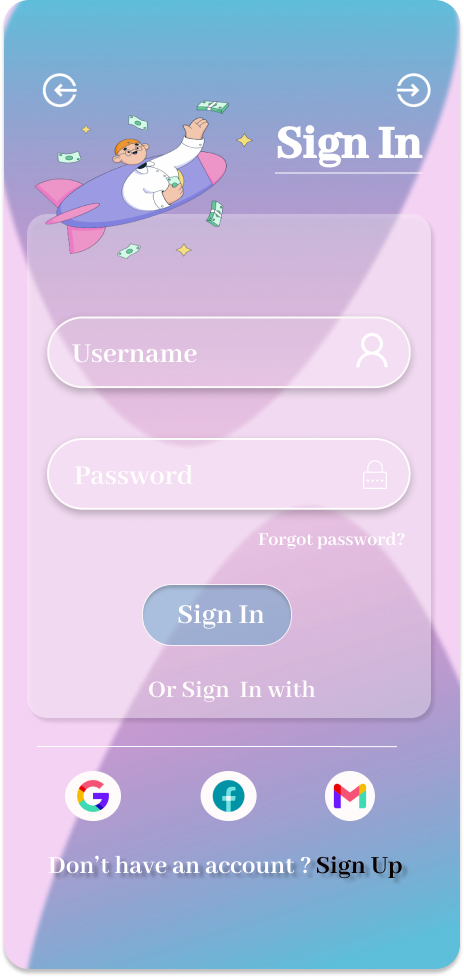 Sign In
Username
Password
Forgot password?
Sign In
Or Sign In with
Don't have an account ? Sign Up